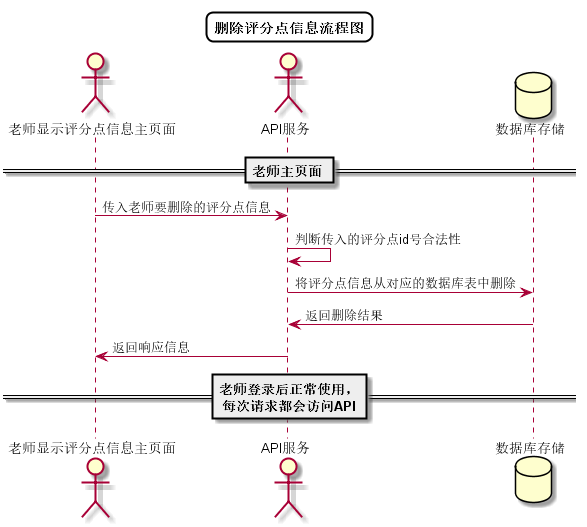 删除评分点信息流程图
老师显示评分点信息主页面 API服务 数据库存储
老师主页面
传入老师要删除的评分点信息
判断传入的评分点id号合法性
将评分点信息从对应的数据库表中删除
返回删除结果
返回响应信息
老师登录后正常使用，
每次请求都会访问API
老师显示评分点信息主页面 API服务 数据库存储